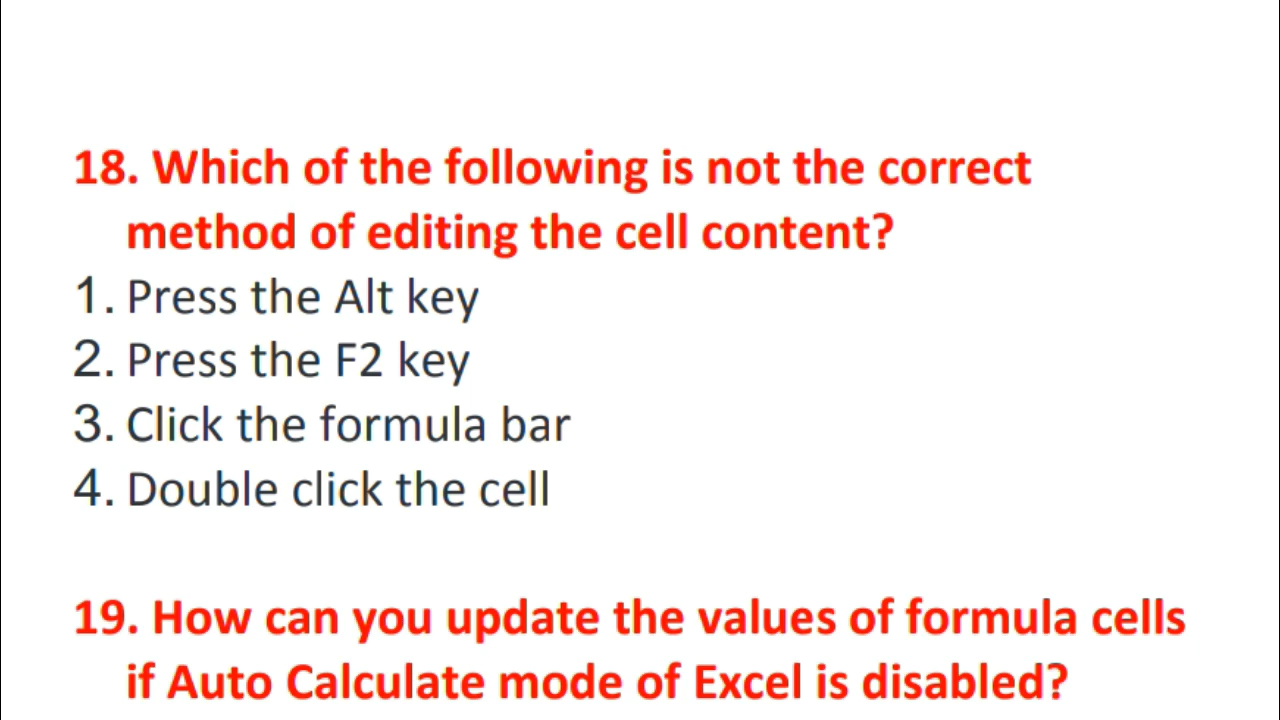 18. Which of the following is not the correct
method of editing the cell content?
1. Press the Alt key
2. Press the F2 key
3. Click the formula bar
4. Double click the cell
19. How can you update the values of formula cells
if Auto Calculate mode of Excel is disabled?